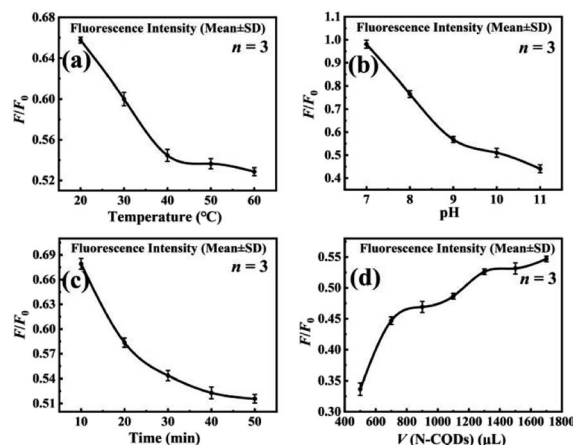 Fluorescence Intensity (Mean±SD)
(a)
n = 3
F/F0
0.68
0.60
0.52
20 30 40 50 60
Temperature (°C)
Fluorescence Intensity (Mean±SD)
(b)
n = 3
F/F0
1.1
1.0
0.9
0.8
0.7
0.6
0.5
0.4
7 8 9 10 11
pH
Fluorescence Intensity (Mean±SD)
(c)
n = 3
F/F0
0.69
0.66
0.63
0.60
0.57
0.54
0.51
10 20 30 40 50
Time (min)
Fluorescence Intensity (Mean±SD)
(d)
n = 3
F/F0
0.55
0.50
0.45
0.40
0.35
0.30
400 600 800 1000 1200 1400 1600 1800
V (N-CQDs) (μL)